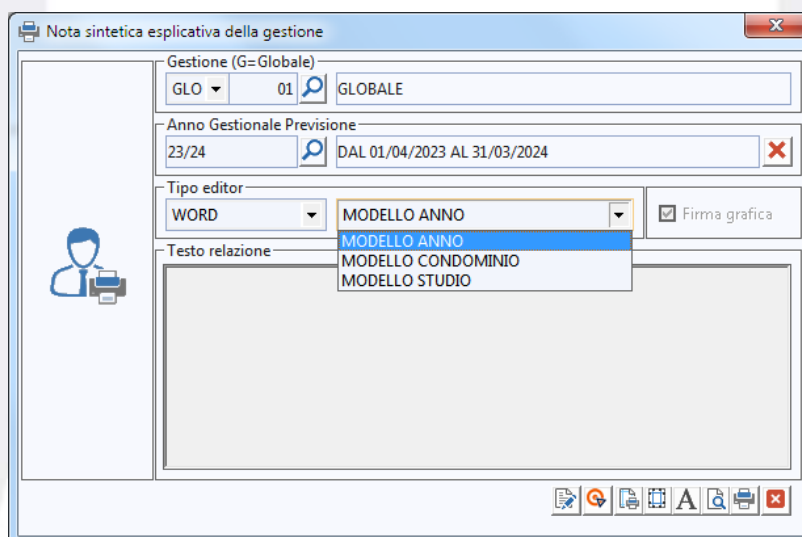 Nota sintetica esplicativa della gestione
Gestione (G=Globale)
GLO 01 GLOBALE
Anno Gestionale Previsione
23/24 DAL 01/04/2023 AL 31/03/2024
Tipo editor
WORD MODELLO ANNO Firma grafica
MODELLO ANNO
MODELLO CONDOMINIO
MODELLO STUDIO
Testo relazione
A